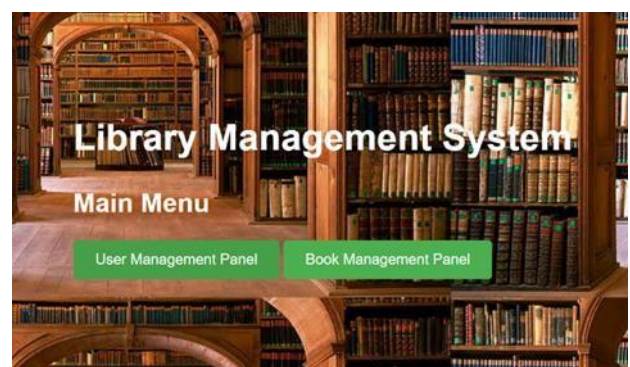 Library Management System
Main Menu
User Management Panel
Book Management Panel